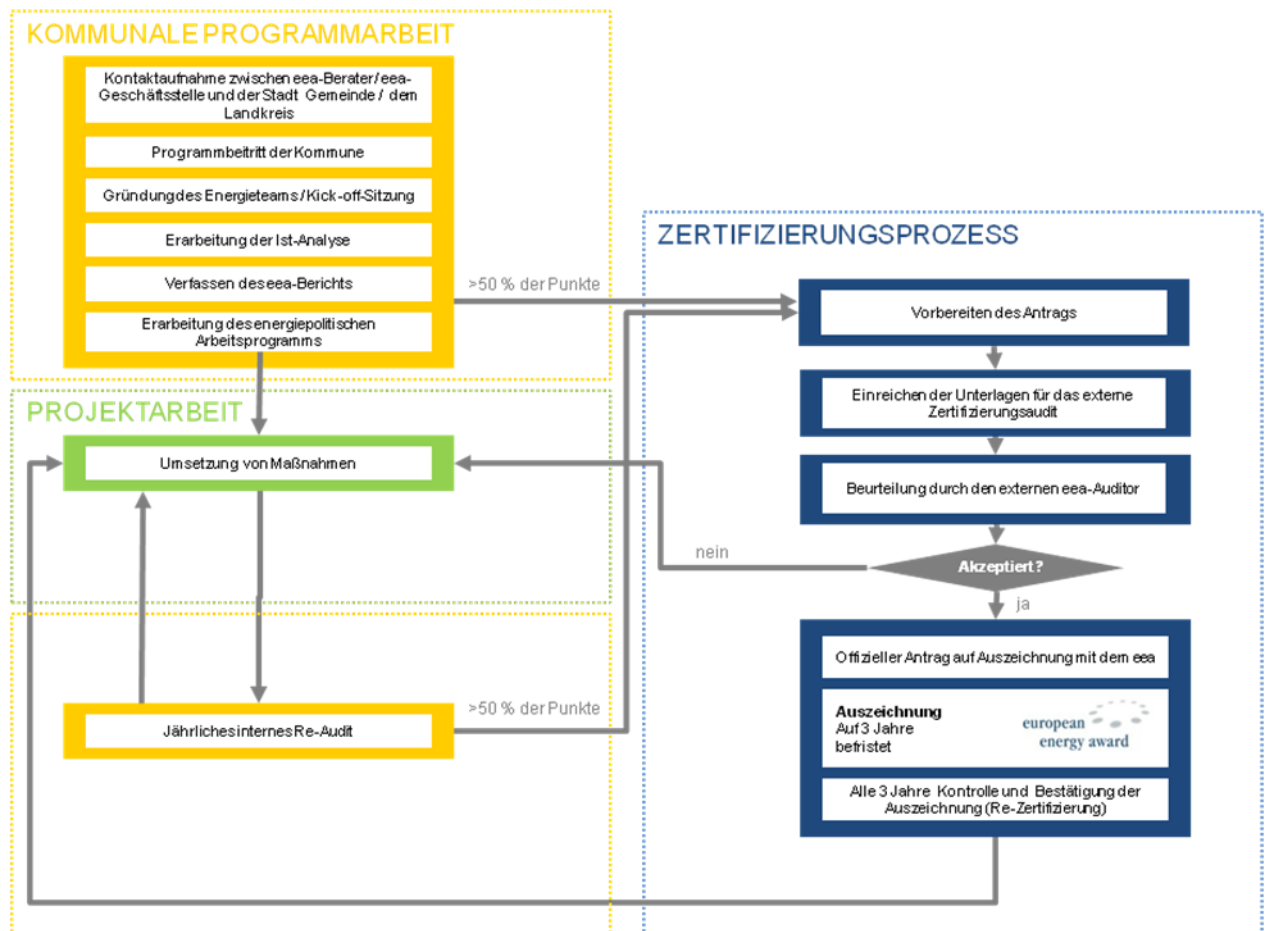 KOMMUNALE PROGRAMMARBEIT
Kontaktaufnahme zwischen eea-Berater/eea-
Geschäftsstelle und der Stadt Gemeinde / dem
Landkreis
Programmbeitritt der Kommune
Gründung des Energieteams / Kick-off-Sitzung
Erarbeitung der Ist-Analyse
Verfassen des eea-Berichts
Erarbeitung des energiepolitischen
Arbeitsprogramms
>50 % der Punkte
PROJEKTARBEIT
Umsetzung von Maßnahmen
Jährliches internes Re-Audit
>50 % der Punkte
ZERTIFIZIERUNGSPROZESS
Vorbereiten des Antrags
Einreichen der Unterlagen für das externe
Zertifizierungsaudit
Beurteilung durch den externen eea-Auditor
Akzeptiert?
nein
ja
Offizieller Antrag auf Auszeichnung mit dem eea
Auszeichnung
Auf 3 Jahre
befristet
european
energy award
Alle 3 Jahre Kontrolle und Bestätigung der
Auszeichnung (Re-Zertifizierung)